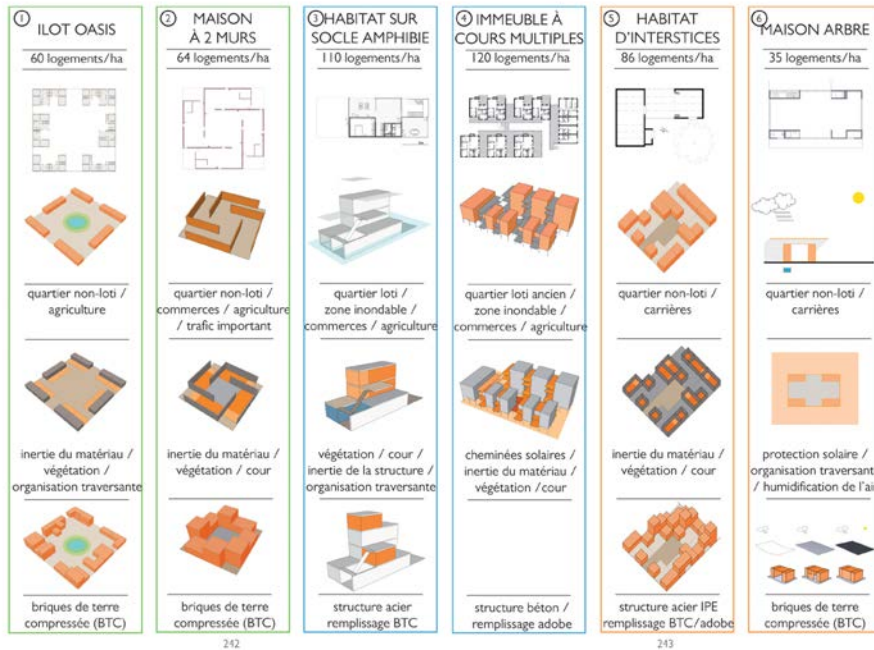 1 ILOT OASIS
60 logements/ha
quartier non-loti /
agriculture
inertie du matériau /
végétation /
organisation traversante
briques de terre
compressée (BTC)
2 MAISON
À 2 MURS
64 logements/ha
quartier non-loti /
commerces / agriculture
/ trafic important
inertie du matériau /
végétation / cour
briques de terre
compressée (BTC)
242
3 HABITAT SUR
SOCLE AMPHIBIE
110 logements/ha
quartier loti /
zone inondable /
commerces / agriculture
végétation / cour /
inertie de la structure /
organisation traversante
structure acier
remplissage BTC
4 IMMEUBLE À
COURS MULTIPLES
120 logements/ha
quartier loti ancien /
zone inondable /
commerces / agriculture
cheminées solaires /
inertie du matériau /
végétation /cour
structure béton /
remplissage adobe
5 HABITAT
D'INTERSTICES
86 logements/ha
quartier non-loti /
carrières
inertie du matériau /
végétation / cour
structure acier IPE
remplissage BTC/adobe
243
6 MAISON ARBRE
35 logements/ha
quartier non-loti /
carrières
protection solaire /
organisation traversant
/ humidification de l'air
briques de terre
compressée (BTC)